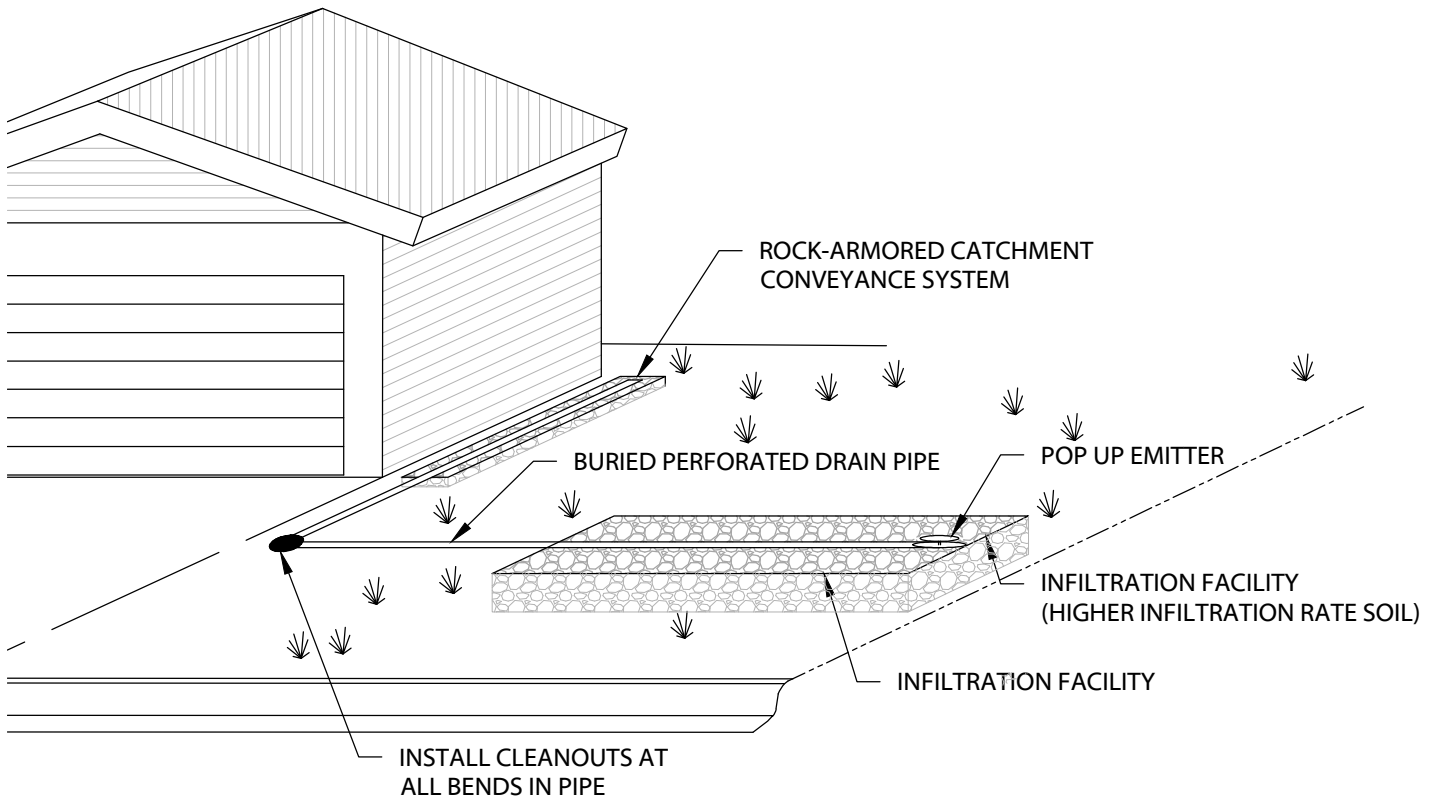 ROCK-ARMORED CATCHMENT
CONVEYANCE SYSTEM
BURIED PERFORATED DRAIN PIPE
POP UP EMITTER
INFILTRATION FACILITY
(HIGHER INFILTRATION RATE SOIL)
INFILTRATION FACILITY
INSTALL CLEANOUTS AT
ALL BENDS IN PIPE